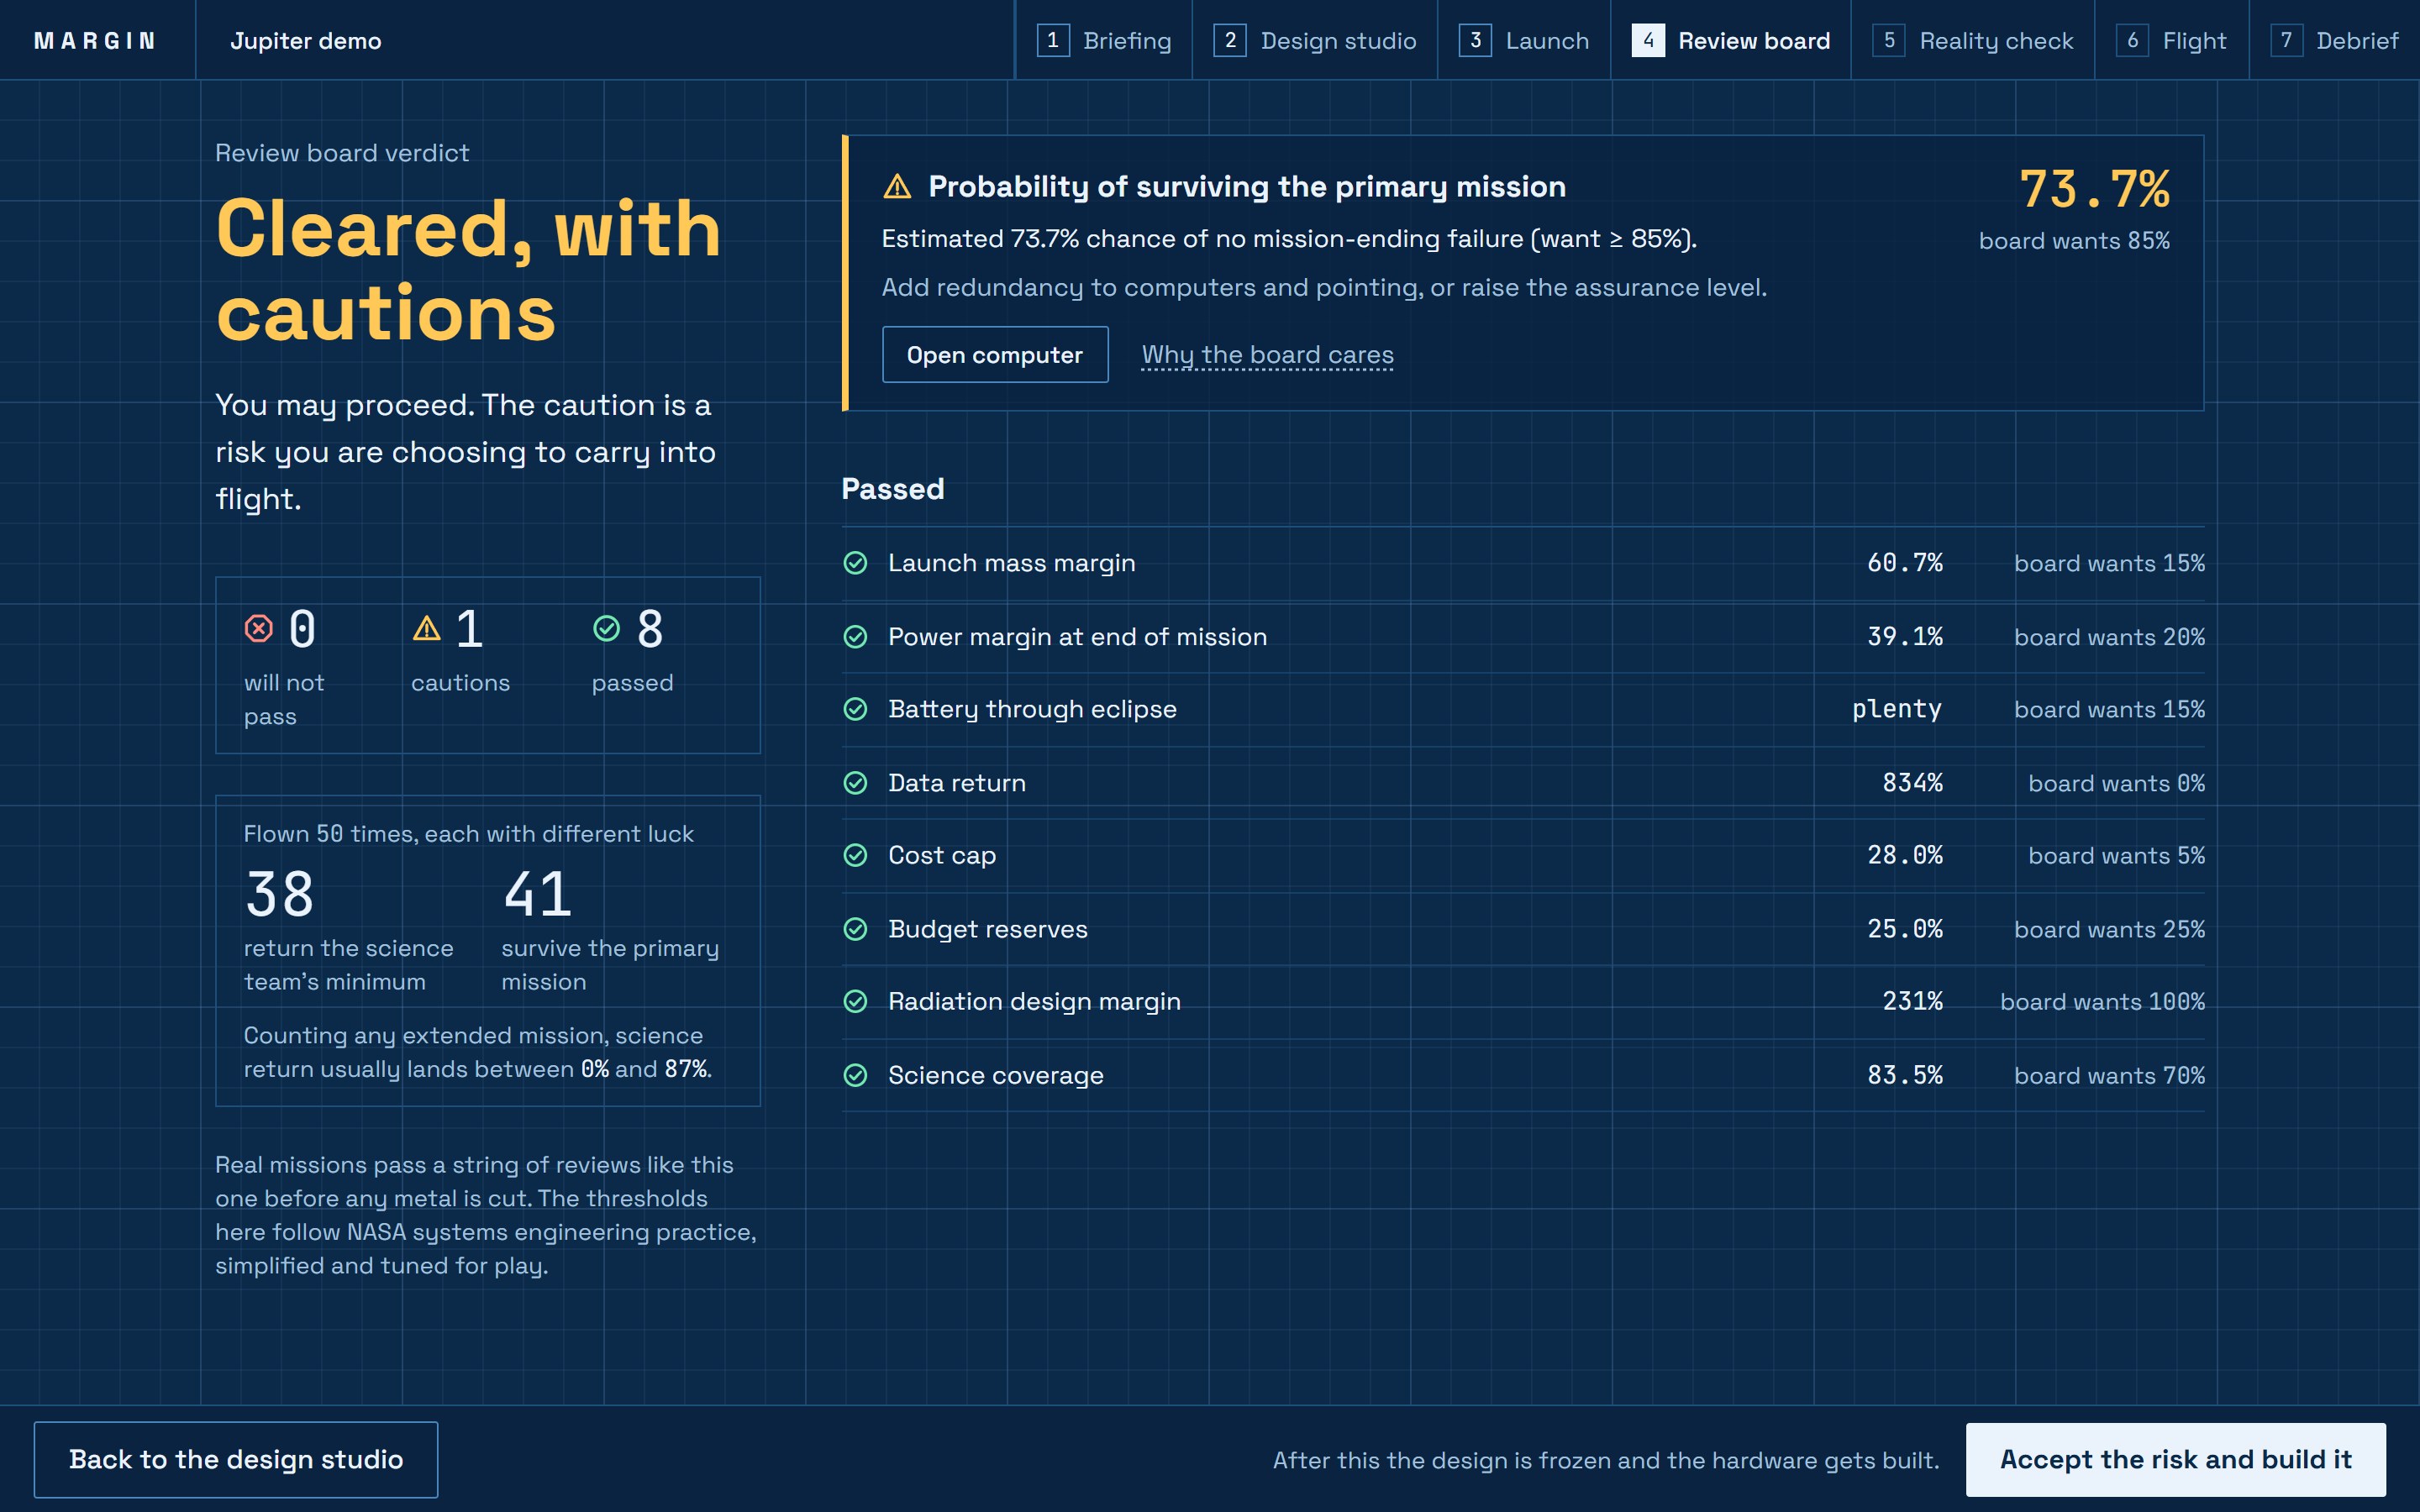 MARGIN
Jupiter demo
1 Briefing
2 Design studio
3 Launch
4 Review board
5 Reality check
6 Flight
7 Debrief
Review board verdict
Cleared, with
cautions
You may proceed. The caution is a
risk you are choosing to carry into
flight.
0 1 8
will not cautions passed
pass
Flown 50 times, each with different luck
38 41
return the science survive the primary
team's minimum mission
Counting any extended mission, science
return usually lands between 0% and 87%.
Real missions pass a string of reviews like this
one before any metal is cut. The thresholds
here follow NASA systems engineering practice,
simplified and tuned for play.
Probability of surviving the primary mission 73.7%
Estimated 73.7% chance of no mission-ending failure (want ≥ 85%). board wants 85%
Add redundancy to computers and pointing, or raise the assurance level.
Open computer Why the board cares
Passed
Launch mass margin 60.7% board wants 15%
Power margin at end of mission 39.1% board wants 20%
Battery through eclipse plenty board wants 15%
Data return 834% board wants 0%
Cost cap 28.0% board wants 5%
Budget reserves 25.0% board wants 25%
Radiation design margin 231% board wants 100%
Science coverage 83.5% board wants 70%
Back to the design studio
After this the design is frozen and the hardware gets built.
Accept the risk and build it